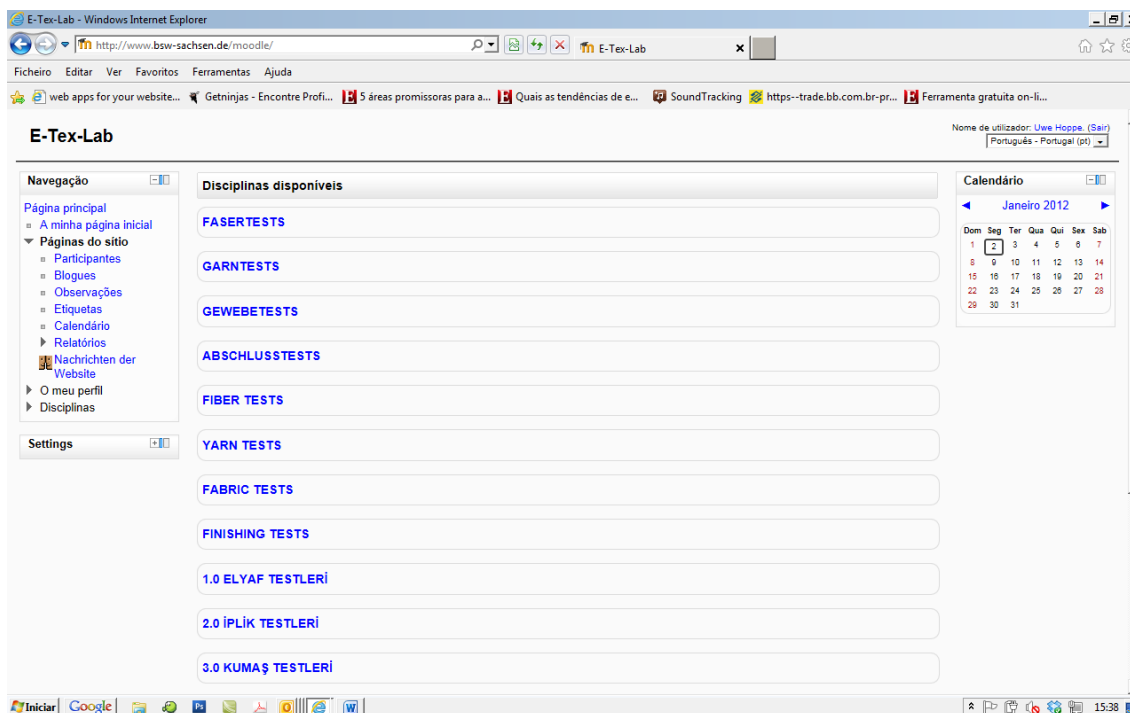 E-Tex-Lab - Windows Internet Explorer
http://www.bsw-sachsen.de/moodle/
E-Tex-Lab
Ficheiro Editar Ver Favoritos Ferramentas Ajuda
web apps for your website... Getninjas - Encontre Profi... 5 áreas promissoras para a... Quais as tendências de e... SoundTracking https--trade.bb.com.br-pr... Ferramenta gratuita on-li...
E-Tex-Lab
Nome de utilizador: Uwe Hoppe. (Sair)
Português - Portugal (pt)
Navegação
Página principal
A minha página inicial
Páginas do sítio
Participantes
Blogues
Observações
Etiquetas
Calendário
Relatórios
Nachrichten der
Website
O meu perfil
Disciplinas
Settings
Disciplinas disponíveis
FASERTESTS
GARNTESTS
GEWEBETESTS
ABSCHLUSSTESTS
FIBER TESTS
YARN TESTS
FABRIC TESTS
FINISHING TESTS
1.0 ELYAF TESTLERİ
2.0 İPLİK TESTLERİ
3.0 KUMAŞ TESTLERİ
Calendário
Janeiro 2012
Dom Seg Ter Qua Qui Sex Sab
1 2 3 4 5 6 7
8 9 10 11 12 13 14
15 16 17 18 19 20 21
22 23 24 25 26 27 28
29 30 31
Iniciar Google Ps W 15:38